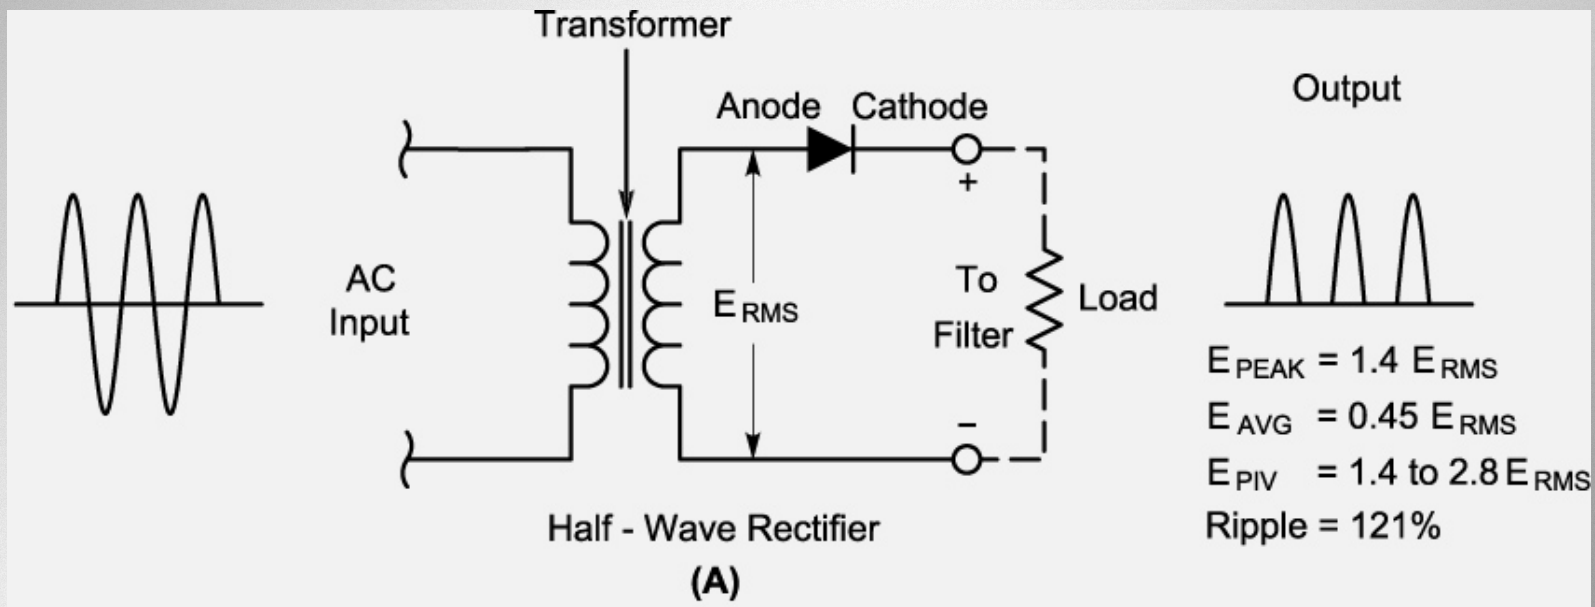 Transformer
Anode Cathode
Output
+
AC
Input
E RMS
To
Filter
Load
−
E PEAK = 1.4 E RMS
E AVG = 0.45 E RMS
E PIV = 1.4 to 2.8 E RMS
Ripple = 121%
Half - Wave Rectifier
(A)